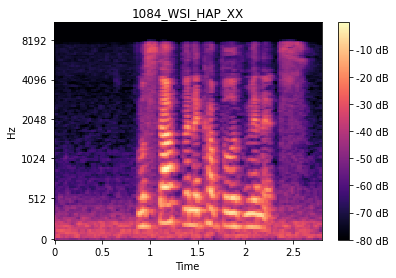 1084_WSI_HAP_XX
8192
4096
2048
1024
512
0
Hz
0
0.5
1
1.5
2
2.5
Time
-10 dB
-20 dB
-30 dB
-40 dB
-50 dB
-60 dB
-70 dB
-80 dB